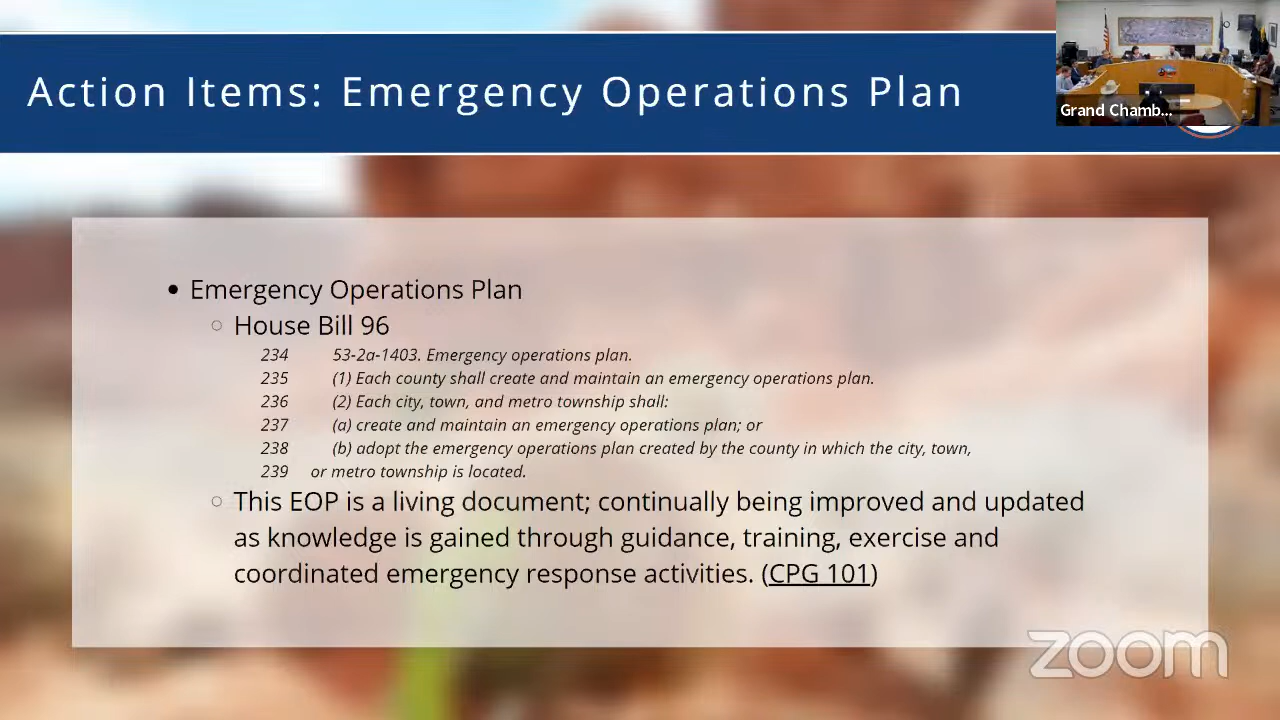 Action Items: Emergency Operations Plan
Grand Chamb...
• Emergency Operations Plan
○ House Bill 96
234 53-2a-1403. Emergency operations plan.
235 (1) Each county shall create and maintain an emergency operations plan.
236 (2) Each city, town, and metro township shall:
237 (a) create and maintain an emergency operations plan; or
238 (b) adopt the emergency operations plan created by the county in which the city, town,
239 or metro township is located.
○ This EOP is a living document; continually being improved and updated
as knowledge is gained through guidance, training, exercise and
coordinated emergency response activities. (CPG 101)
zoom